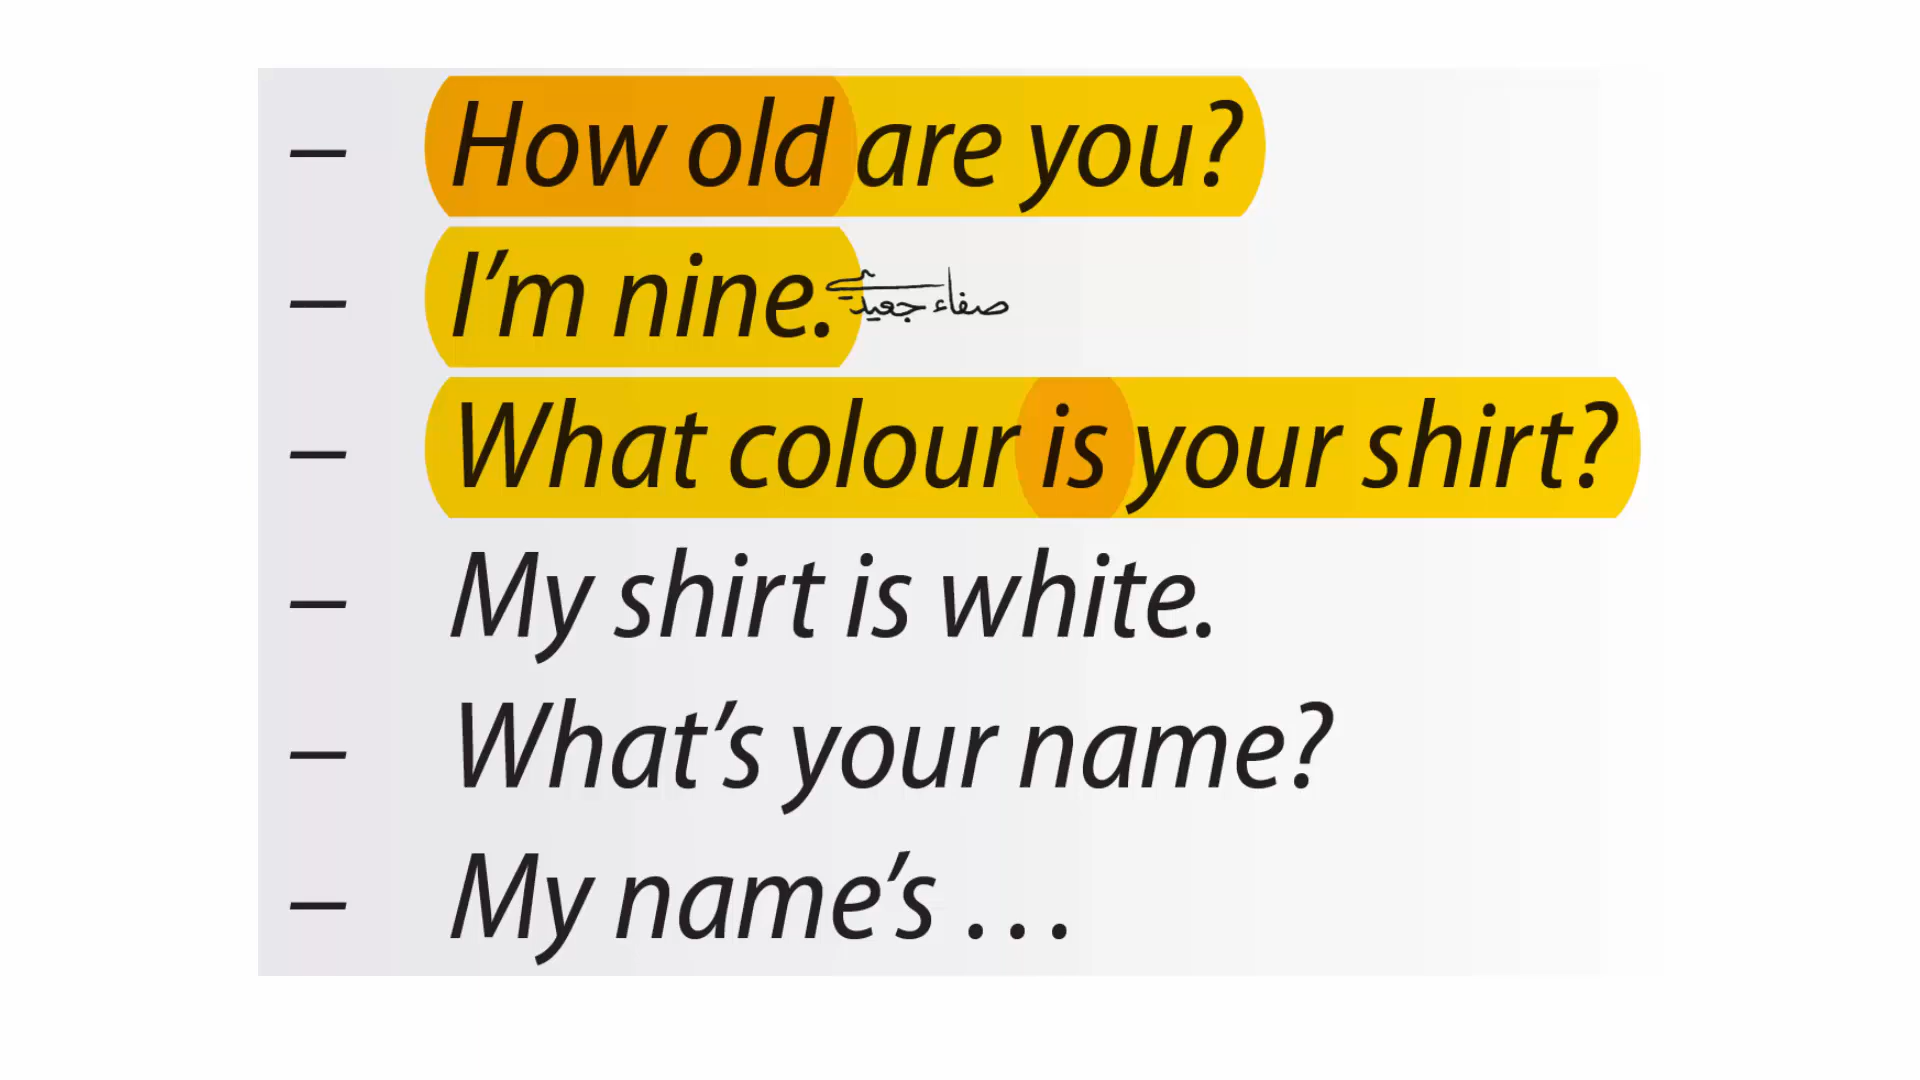 – How old are you?
– I’m nine.
صفاء جعيدي
– What colour is your shirt?
– My shirt is white.
– What’s your name?
– My name’s …